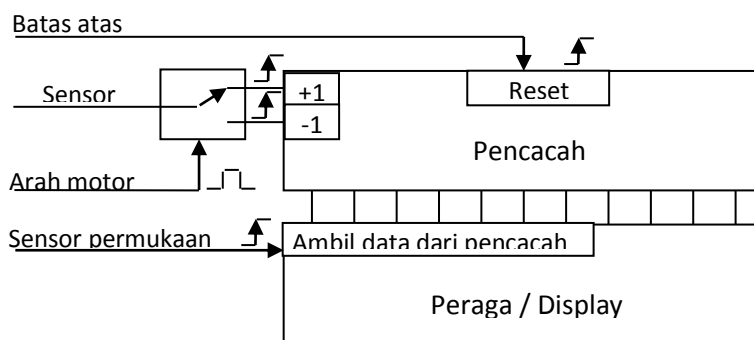 Batas atas
Sensor
+1
Reset
-1
Pencacah
Arah motor
Sensor permukaan
Ambil data dari pencacah
Peraga / Display